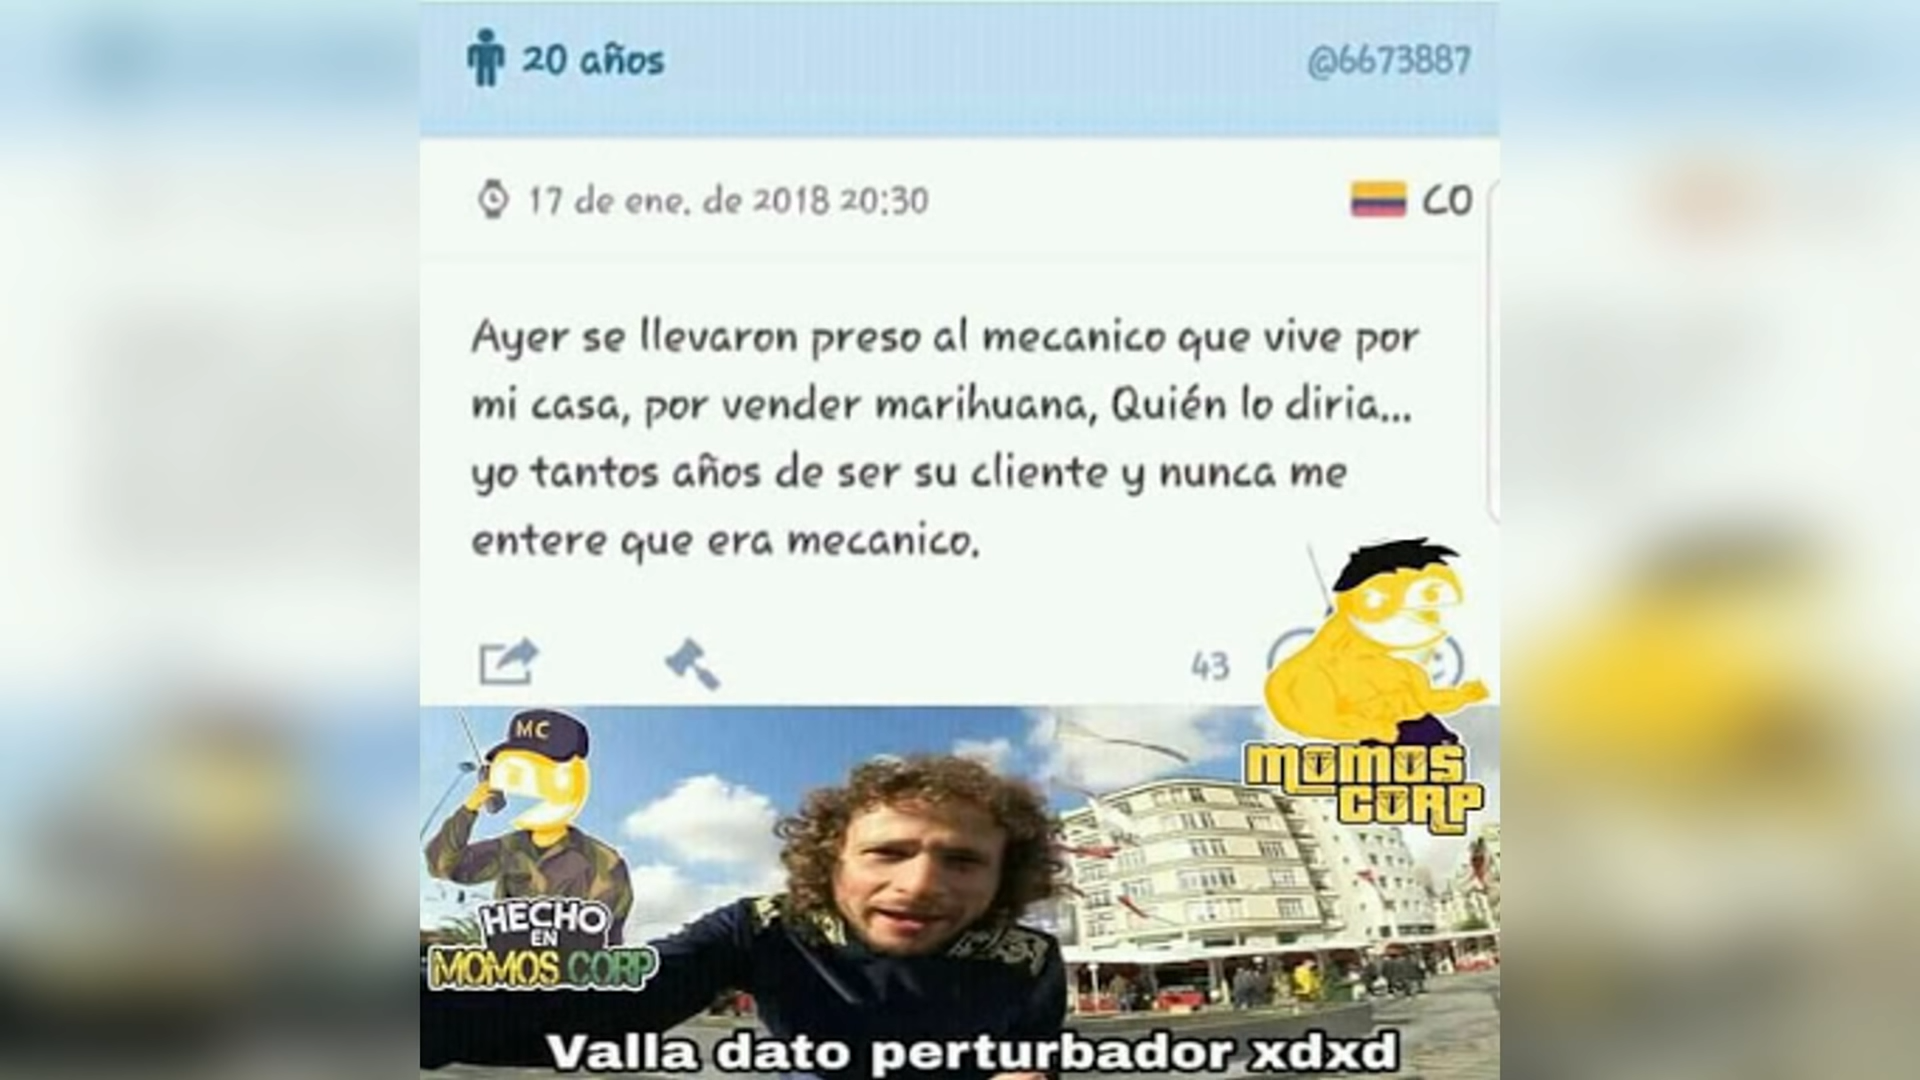 20 años
@6673887
17 de ene. de 2018 20:30
CO
Ayer se llevaron preso al mecanico que vive por
mi casa, por vender marihuana, Quién lo diria...
yo tantos años de ser su cliente y nunca me
entere que era mecanico.
43
MC
MOMOS
CORP
HECHO
EN
MOMOS CORP
Valla dato perturbador xdxd